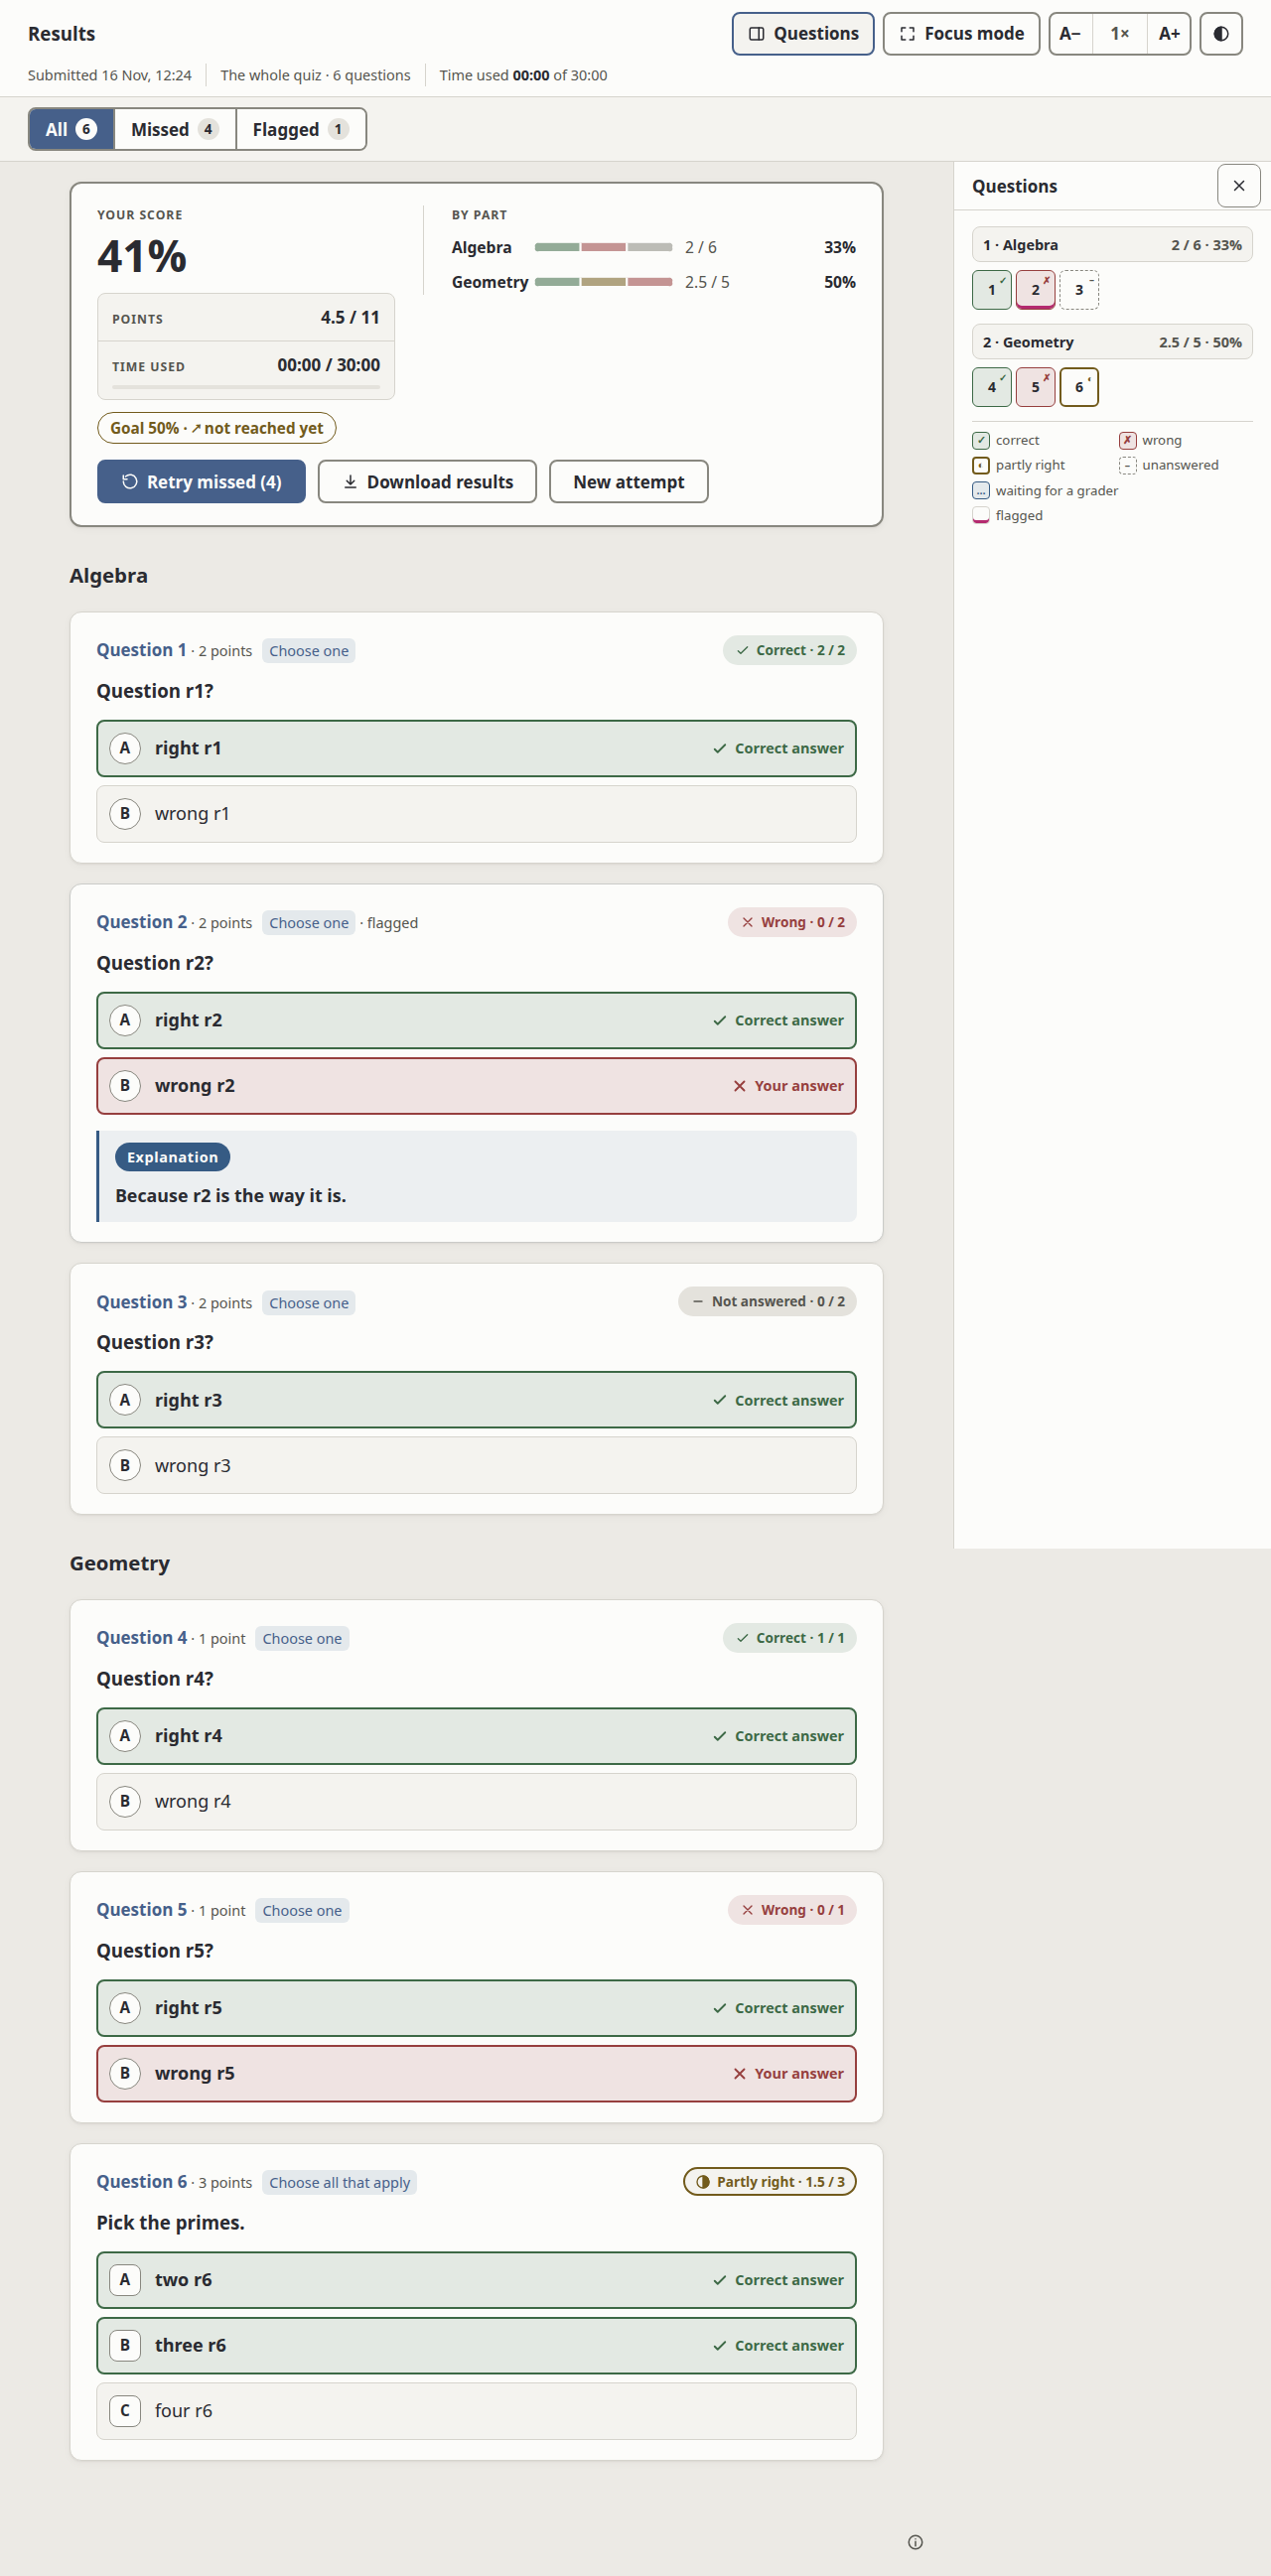 Results
Questions
Focus mode
A− 1× A+
Submitted 16 Nov, 12:24
The whole quiz · 6 questions
Time used 00:00 of 30:00
All 6
Missed 4
Flagged 1
YOUR SCORE
41%
POINTS 4.5 / 11
TIME USED 00:00 / 30:00
Goal 50% · ↗ not reached yet
BY PART
Algebra 2 / 6 33%
Geometry 2.5 / 5 50%
Retry missed (4)
Download results
New attempt
Questions
1 · Algebra 2 / 6 · 33%
1 ✓ 2 ✗ 3 –
2 · Geometry 2.5 / 5 · 50%
4 ✓ 5 ✗ 6
✓ correct
✗ wrong
partly right
– unanswered
… waiting for a grader
flagged
Algebra
Question 1 · 2 points Choose one
✓ Correct · 2 / 2
Question r1?
A right r1 ✓ Correct answer
B wrong r1
Question 2 · 2 points Choose one · flagged
✕ Wrong · 0 / 2
Question r2?
A right r2 ✓ Correct answer
B wrong r2 ✕ Your answer
Explanation
Because r2 is the way it is.
Question 3 · 2 points Choose one
– Not answered · 0 / 2
Question r3?
A right r3 ✓ Correct answer
B wrong r3
Geometry
Question 4 · 1 point Choose one
✓ Correct · 1 / 1
Question r4?
A right r4 ✓ Correct answer
B wrong r4
Question 5 · 1 point Choose one
✕ Wrong · 0 / 1
Question r5?
A right r5 ✓ Correct answer
B wrong r5 ✕ Your answer
Question 6 · 3 points Choose all that apply
Partly right · 1.5 / 3
Pick the primes.
A two r6 ✓ Correct answer
B three r6 ✓ Correct answer
C four r6